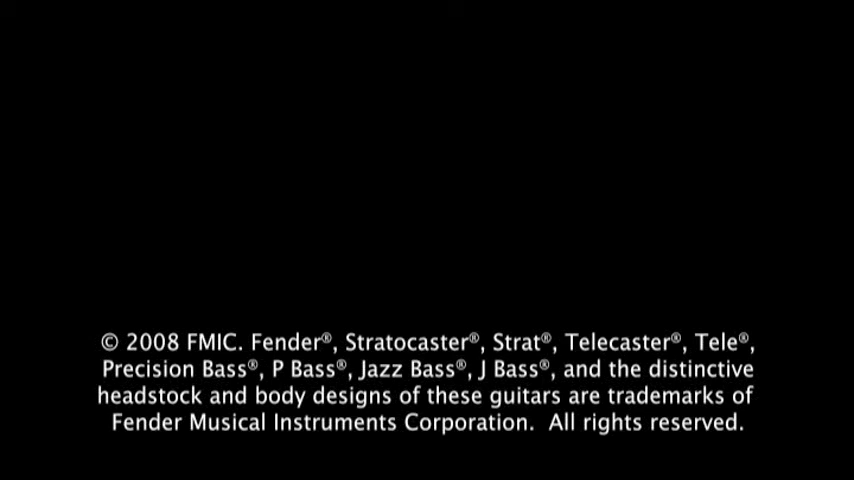 © 2008 FMIC. Fender®, Stratocaster®, Strat®, Telecaster®, Tele®,
Precision Bass®, P Bass®, Jazz Bass®, J Bass®, and the distinctive
headstock and body designs of these guitars are trademarks of
Fender Musical Instruments Corporation.  All rights reserved.